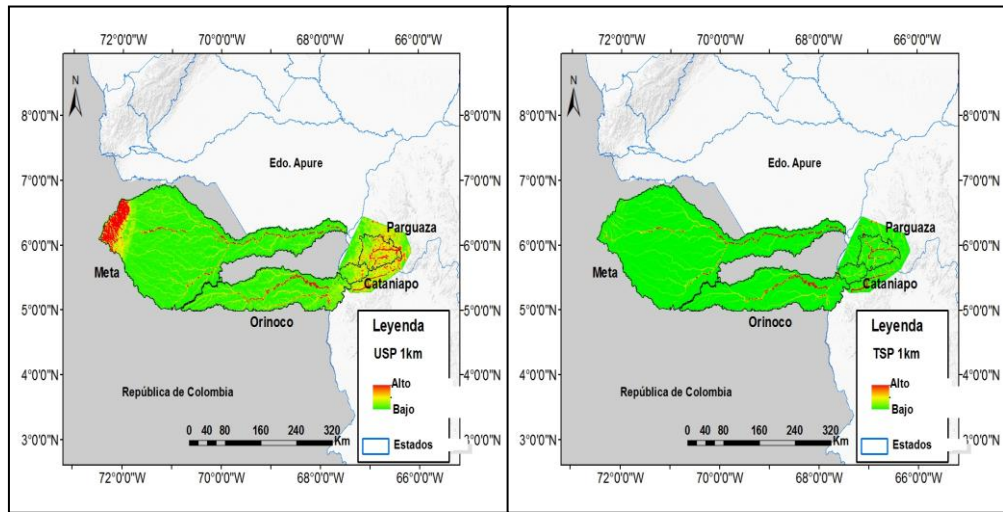 72°0'0"W 70°0'0"W 68°0'0"W 66°0'0"W
N
8°0'0"N 8°0'0"N
Edo. Apure
7°0'0"N 7°0'0"N
Parguaza
6°0'0"N 6°0'0"N
Meta
Cataniapo
5°0'0"N 5°0'0"N
Orinoco
Leyenda
USP 1km
4°0'0"N
República de Colombia
Alto
Bajo
3°0'0"N
0 20 40 80 160 240 320
Km
Estados
72°0'0"W 70°0'0"W 68°0'0"W 66°0'0"W
72°0'0"W 70°0'0"W 68°0'0"W 66°0'0"W
N
8°0'0"N 8°0'0"N
Edo. Apure
7°0'0"N 7°0'0"N
Parguaza
6°0'0"N 6°0'0"N
Meta
Cataniapo
5°0'0"N 5°0'0"N
Orinoco
Leyenda
TSP 1km
4°0'0"N
República de Colombia
Alto
Bajo
3°0'0"N
0 20 40 80 160 240 320
Km
Estados
72°0'0"W 70°0'0"W 68°0'0"W 66°0'0"W